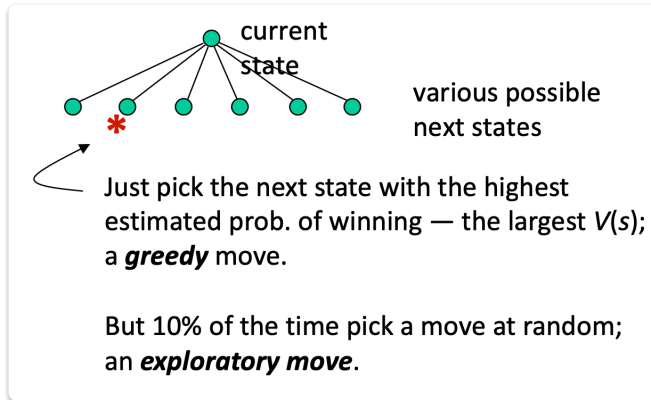 current
state
various possible
next states
*
Just pick the next state with the highest
estimated prob. of winning — the largest V(s);
a greedy move.
But 10% of the time pick a move at random;
an exploratory move.